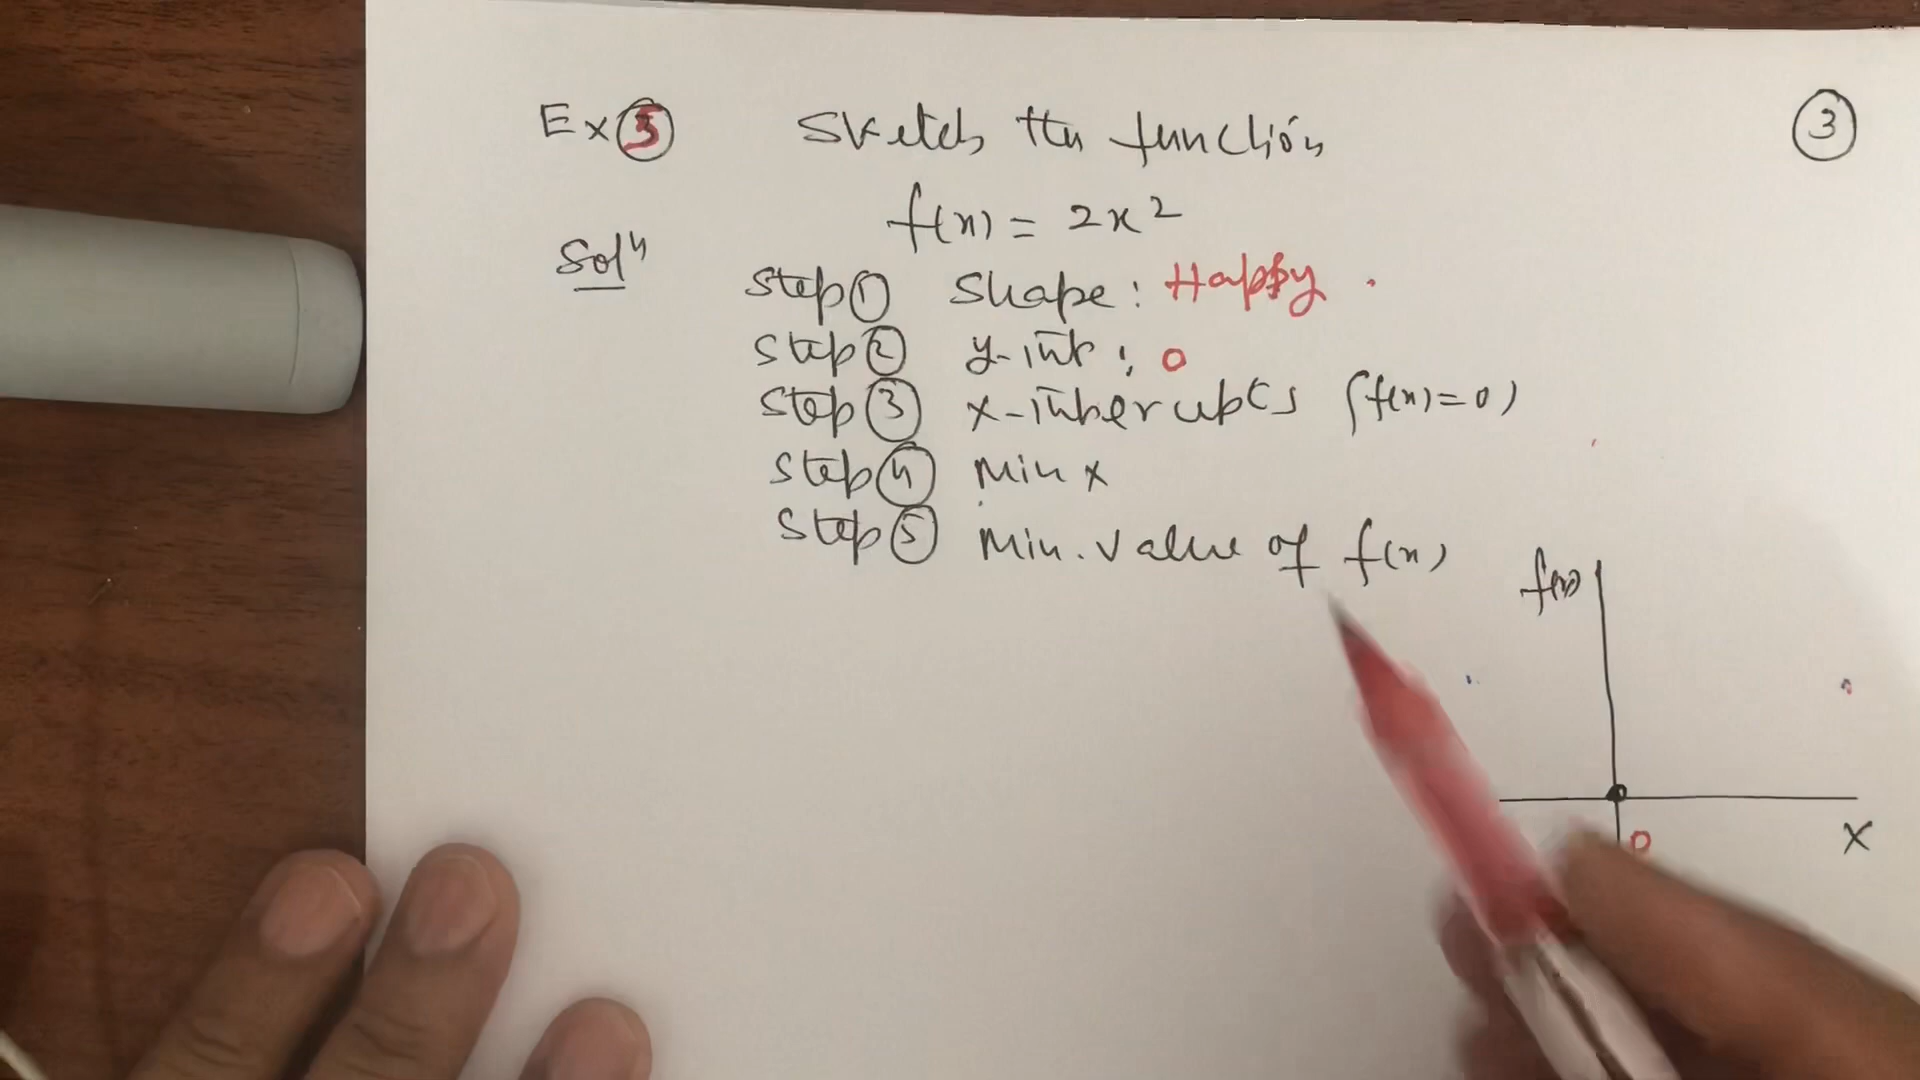 Ex 3 Sketch the function 3
f(x) = 2x²
Solⁿ
Step 1 Shape: Happy.
Step 2 y-int: 0
Step 3 x-intercepts (f(x)=0)
Step 4 Min x
Step 5 Min. value of f(x)
f(x)
0
x